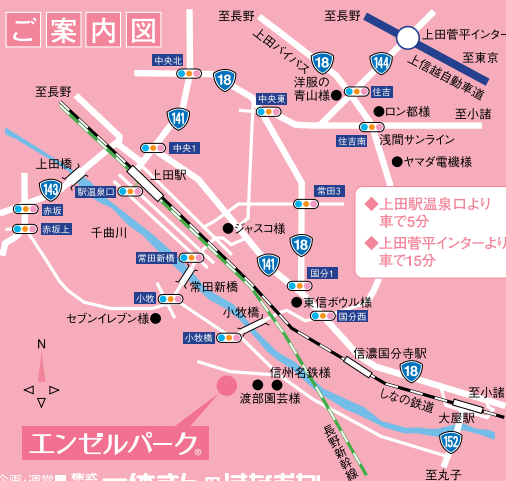 ご案内図
至長野
至長野
上田菅平インター
上田バイパス
18
144
至東京
上信越自動車道
中央北
18
洋服の
青山様
住吉
ロン都様
至小諸
中央東
141
住吉南
浅間サンライン
ヤマダ電機様
至長野
中央1
上田橋
上田駅
143
駅温泉口
常田3
◆上田駅温泉口より
車で5分
◆上田菅平インターより
車で15分
赤坂
赤坂上
千曲川
ジャスコ様
18
常田新橋
141
国分1
常田新橋
小牧
東信ボウル様
国分西
セブンイレブン様
小牧橋
小牧橋
信濃国分寺駅
18
N
信州名鉄様
渡部園芸様
しなの鉄道
至小諸
大屋駅
エンゼルパーク®
長野新幹線
152
至丸子
企画・運営